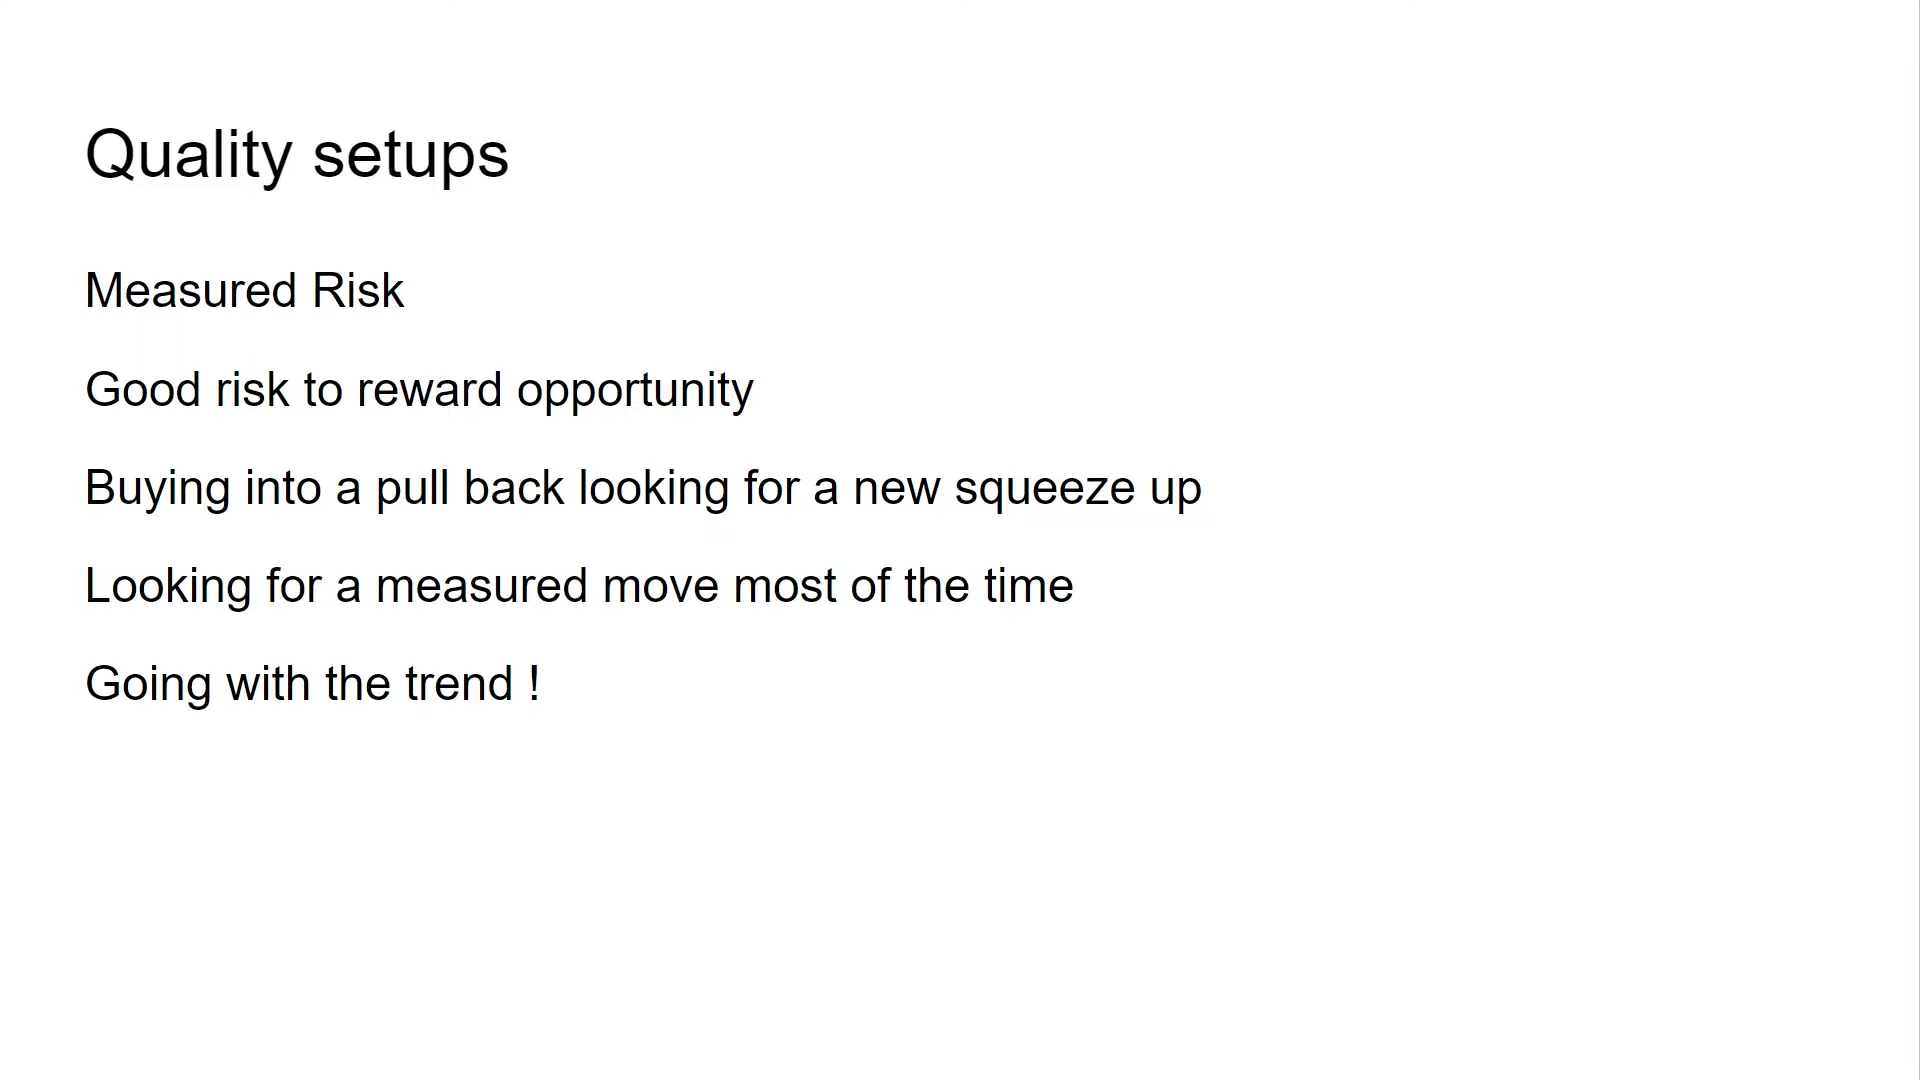 Quality setups
Measured Risk
Good risk to reward opportunity
Buying into a pull back looking for a new squeeze up
Looking for a measured move most of the time
Going with the trend !